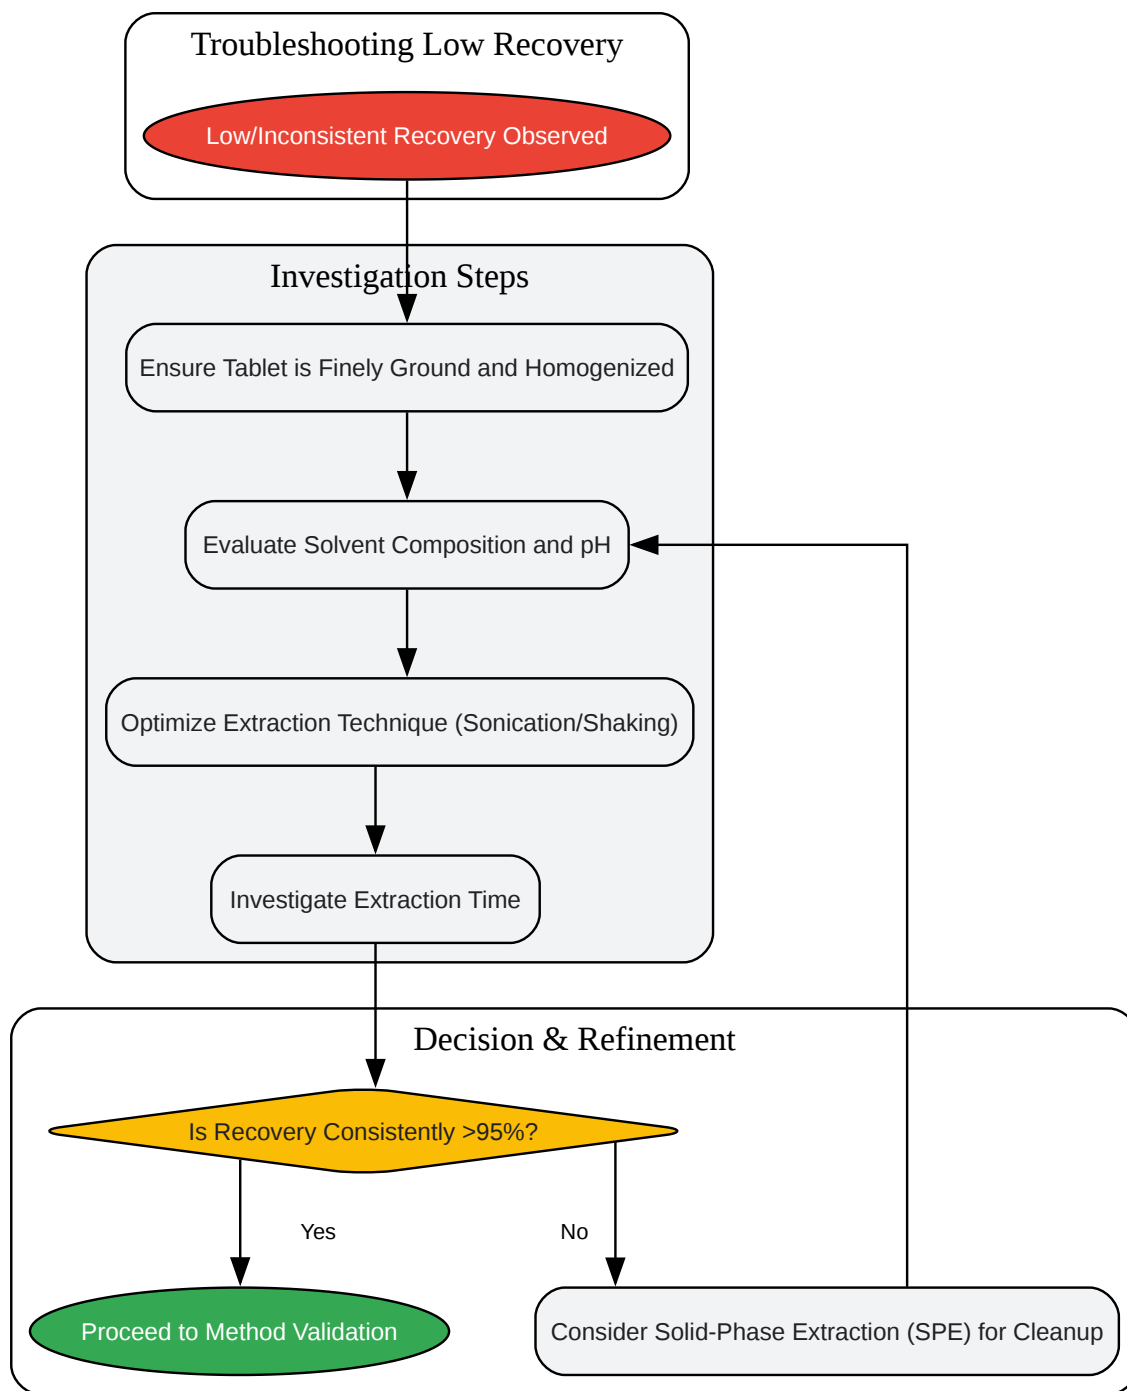 Troubleshooting Low Recovery
Low/Inconsistent Recovery Observed
Investigation Steps
Ensure Tablet is Finely Ground and Homogenized
Evaluate Solvent Composition and pH
Optimize Extraction Technique (Sonication/Shaking)
Investigate Extraction Time
Decision & Refinement
Is Recovery Consistently >95%?
Yes
No
Proceed to Method Validation
Consider Solid-Phase Extraction (SPE) for Cleanup